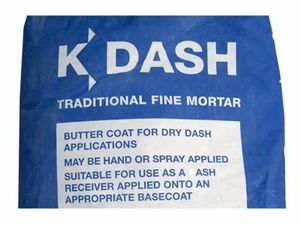 K DASH
TRADITIONAL FINE MORTAR
BUTTER COAT FOR DRY DASH
APPLICATIONS
MAY BE HAND OR SPRAY APPLIED
SUITABLE FOR USE AS A ASH
RECEIVER APPLIED ONTO AN
APPROPRIATE BASECOAT